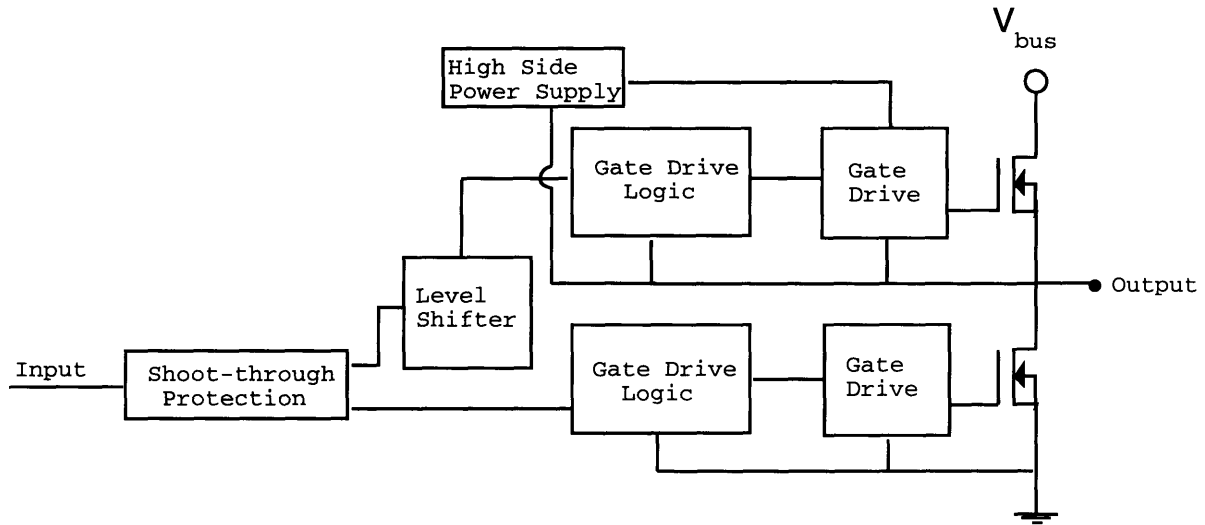 V
bus
High Side
Power Supply
Gate Drive
Logic
Gate
Drive
Level
Shifter
Output
Input
Shoot-through
Protection
Gate Drive
Logic
Gate
Drive